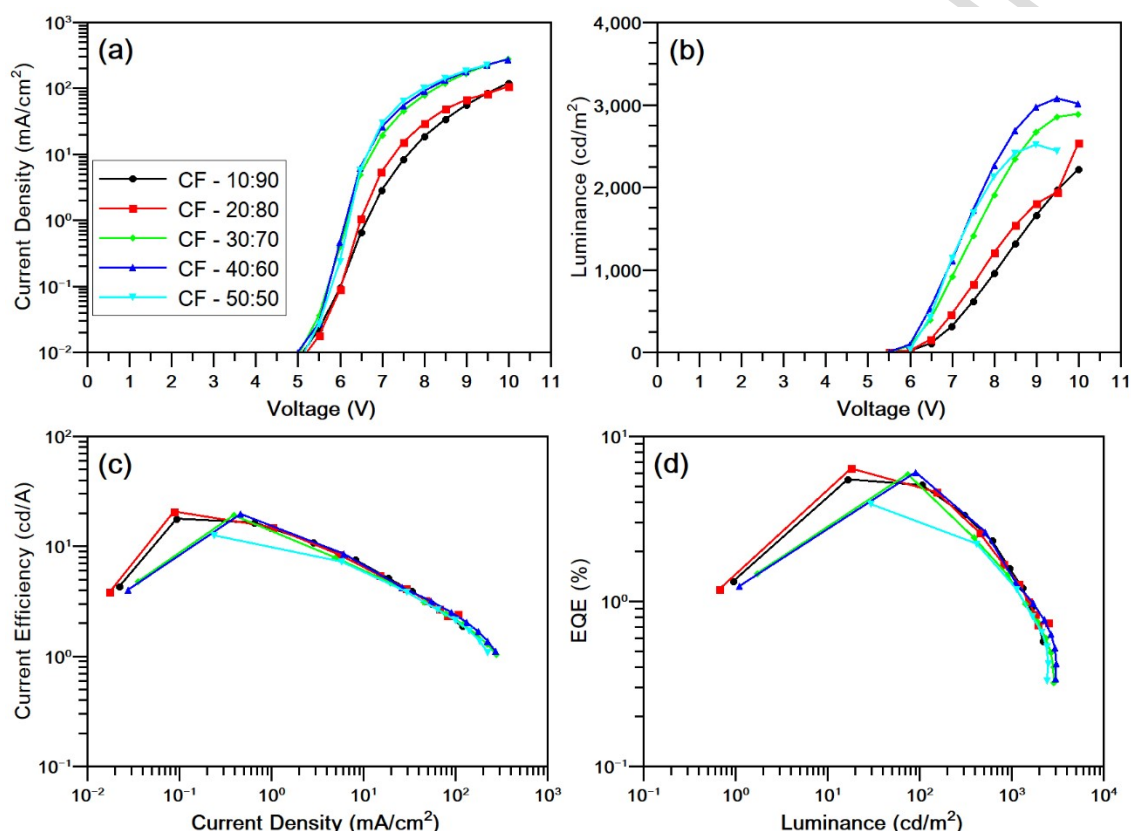 (a)
Current Density (mA/cm²)
10³
10²
10¹
10⁰
10⁻¹
10⁻²
CF - 10:90
CF - 20:80
CF - 30:70
CF - 40:60
CF - 50:50
0 1 2 3 4 5 6 7 8 9 10 11
Voltage (V)
(b)
Luminance (cd/m²)
4,000
3,000
2,000
1,000
0
0 1 2 3 4 5 6 7 8 9 10 11
Voltage (V)
(c)
Current Efficiency (cd/A)
10²
10¹
10⁰
10⁻¹
10⁻² 10⁻¹ 10⁰ 10¹ 10² 10³
Current Density (mA/cm²)
(d)
EQE (%)
10¹
10⁰
10⁻¹
10⁻¹ 10⁰ 10¹ 10² 10³ 10⁴
Luminance (cd/m²)